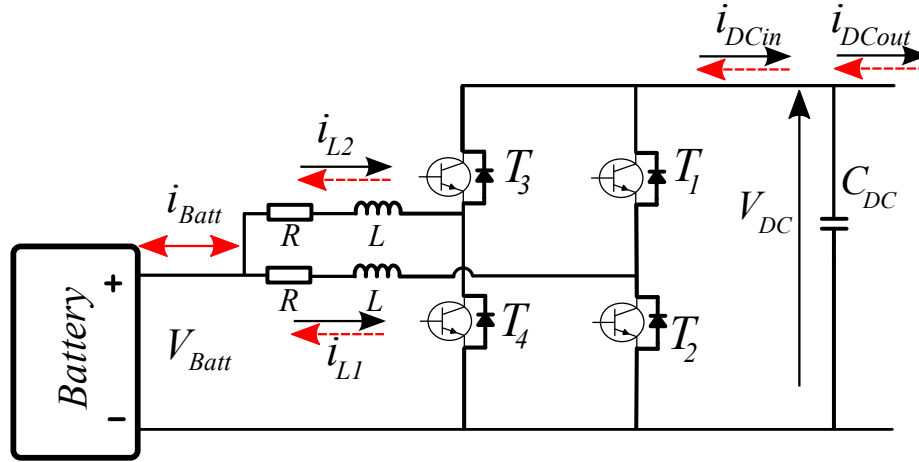 i_DCin
i_DCout
i_L2
T_3
T_1
i_Batt
R
L
V_DC
C_DC
R
L
+
Battery
V_Batt
T_4
T_2
i_L1
−